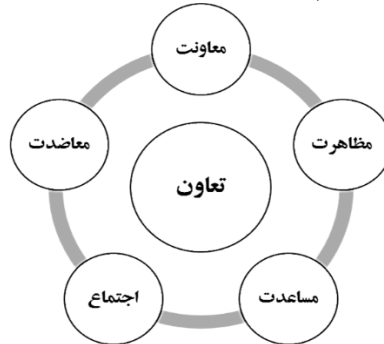 معاونت
مظاهرت
معاضدت
تعاون
مساعدت
اجتماع